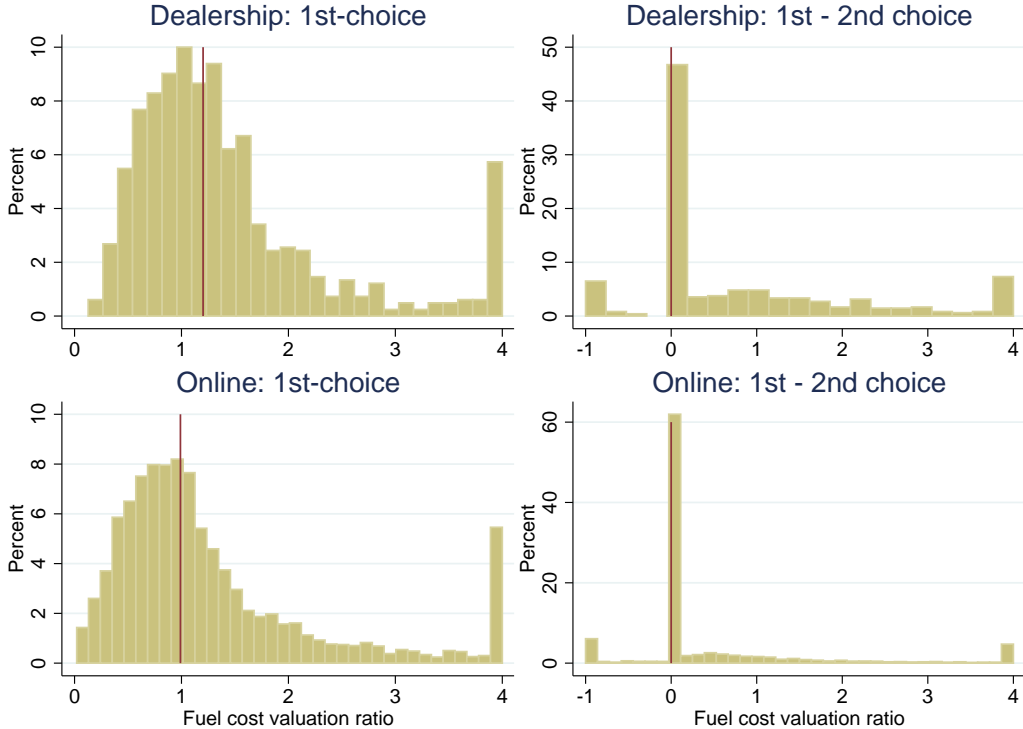 Dealership: 1st-choice
Percent
10
8
6
4
2
0
0 1 2 3 4
Dealership: 1st - 2nd choice
Percent
50
40
30
20
10
0
-1 0 1 2 3 4
Online: 1st-choice
Percent
10
8
6
4
2
0
0 1 2 3 4
Fuel cost valuation ratio
Online: 1st - 2nd choice
Percent
60
40
20
0
-1 0 1 2 3 4
Fuel cost valuation ratio